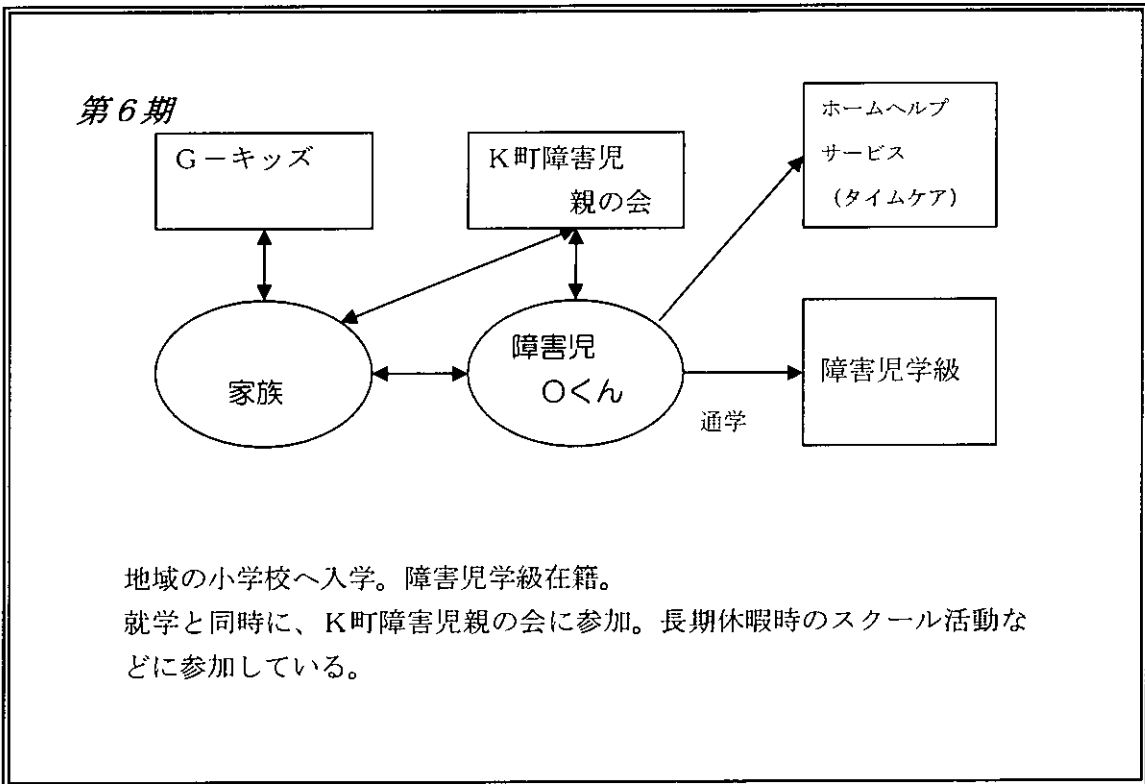 第6期
G－キッズ
K町障害児
親の会
ホームヘルプ
サービス
（タイムケア）
家族
障害児
Oくん
通学
障害児学級
地域の小学校へ入学。障害児学級在籍。
就学と同時に、K町障害児親の会に参加。長期休暇時のスクール活動な
どに参加している。